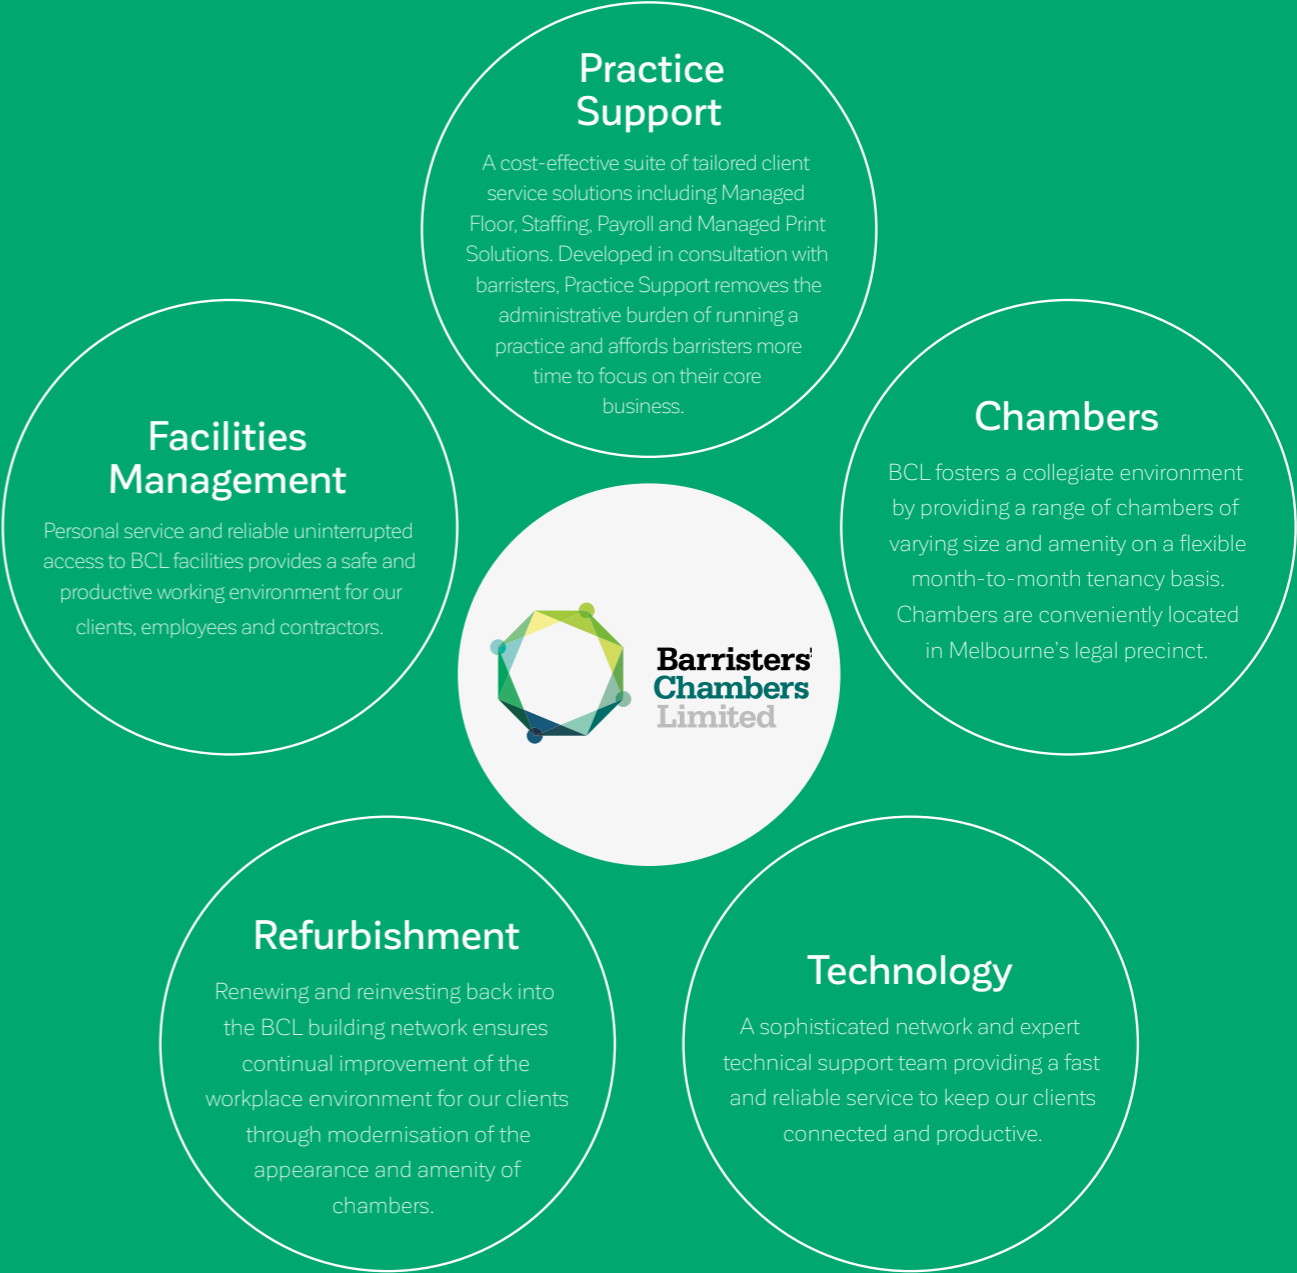 Practice
Support
A cost-effective suite of tailored client
service solutions including Managed
Floor, Staffing, Payroll and Managed Print
Solutions. Developed in consultation with
barristers, Practice Support removes the
administrative burden of running a
practice and affords barristers more
time to focus on their core
business.
Facilities
Management
Personal service and reliable uninterrupted
access to BCL facilities provides a safe and
productive working environment for our
clients, employees and contractors.
Chambers
BCL fosters a collegiate environment
by providing a range of chambers of
varying size and amenity on a flexible
month-to-month tenancy basis.
Chambers are conveniently located
in Melbourne's legal precinct.
Barristers'
Chambers
Limited
Refurbishment
Renewing and reinvesting back into
the BCL building network ensures
continual improvement of the
workplace environment for our clients
through modernisation of the
appearance and amenity of
chambers.
Technology
A sophisticated network and expert
technical support team providing a fast
and reliable service to keep our clients
connected and productive.